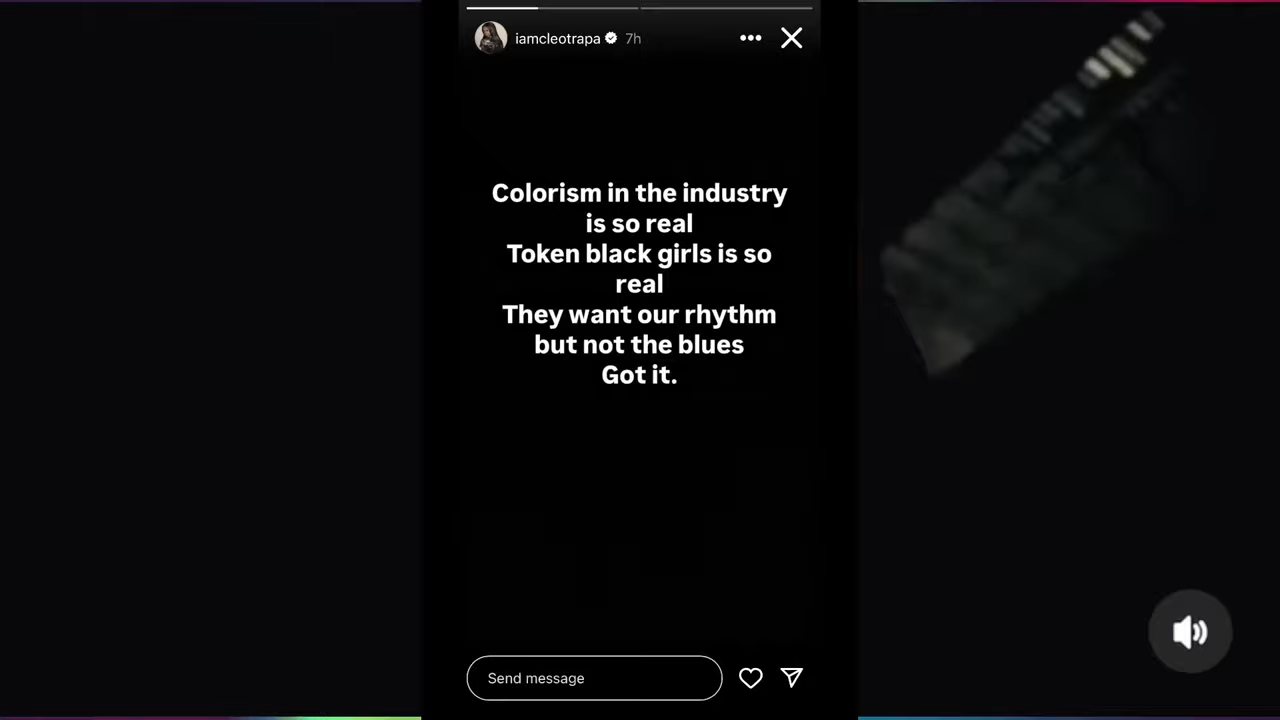 iamcleotrapa 7h
Colorism in the industry
is so real
Token black girls is so
real
They want our rhythm
but not the blues
Got it.
Send message